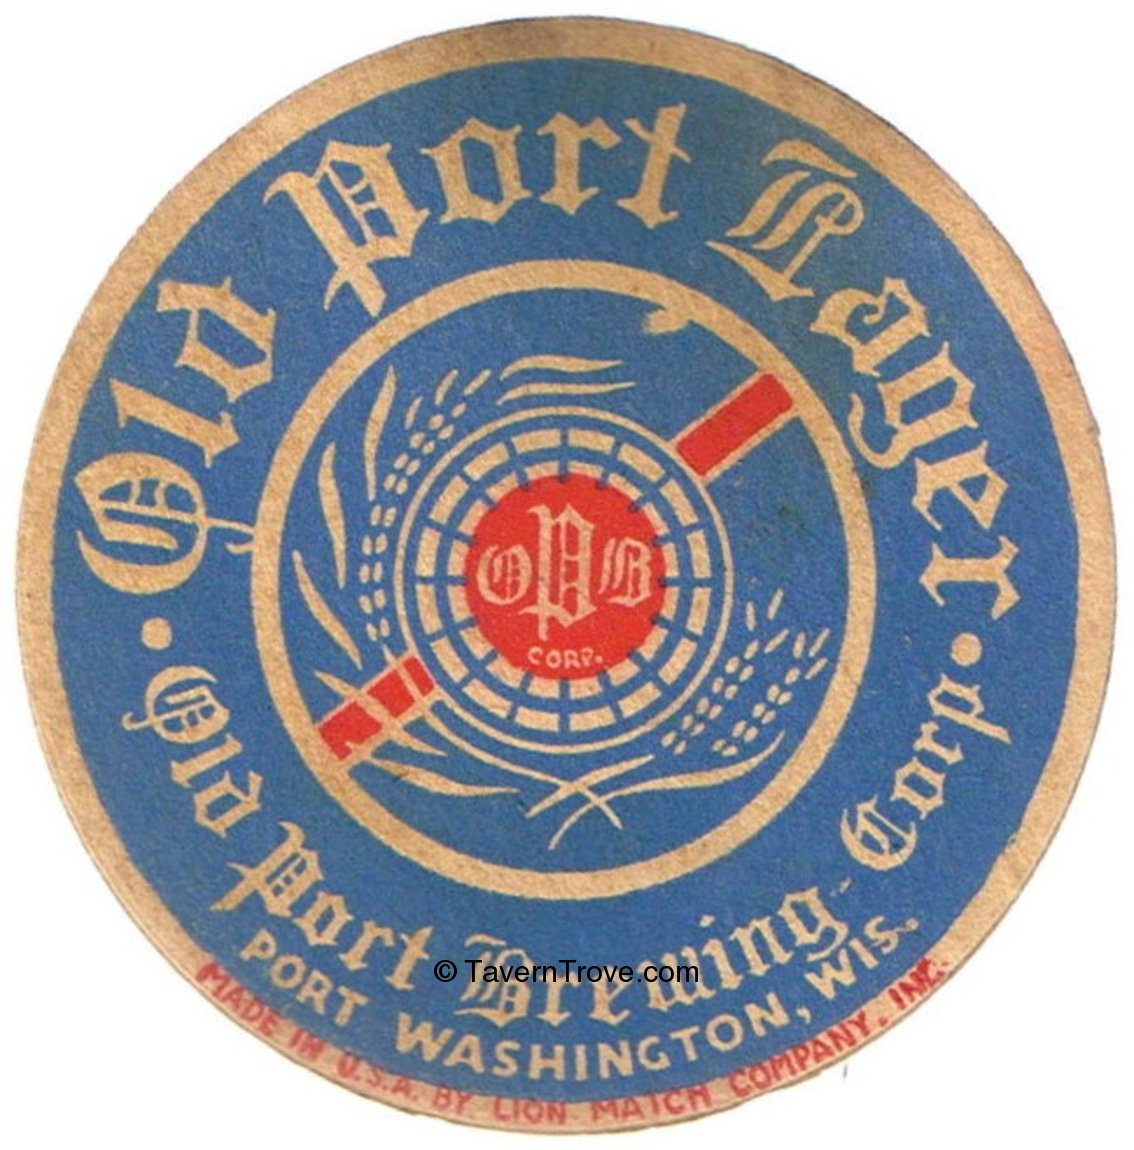 Old Port Lager
O P B
CORP.
Old Port Brewing Corp
PORT WASHINGTON, WIS.
MADE IN U.S.A. BY LION MATCH COMPANY, INC.
© TavernTrove.com